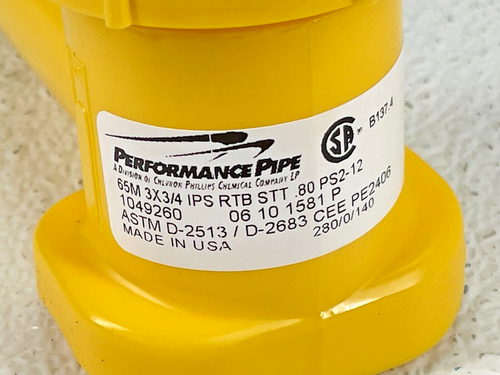 PERFORMANCE PIPE
A DIVISION OF CHEVRON PHILLIPS CHEMICAL COMPANY LP
65M 3X3/4 IPS RTB STT .80 PS2-12
1049260 06 10 1581 P
ASTM D-2513 / D-2683 CEE PE2406
MADE IN USA 280/0/140
CSA B137.4